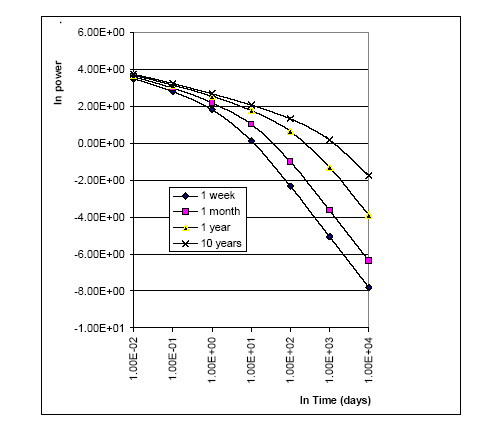 6.00E+00
4.00E+00
2.00E+00
0.00E+00
-2.00E+00
-4.00E+00
-6.00E+00
-8.00E+00
-1.00E+01
ln power
1 week
1 month
1 year
10 years
1.00E-02
1.00E-01
1.00E+00
1.00E+01
1.00E+02
1.00E+03
1.00E+04
ln Time (days)